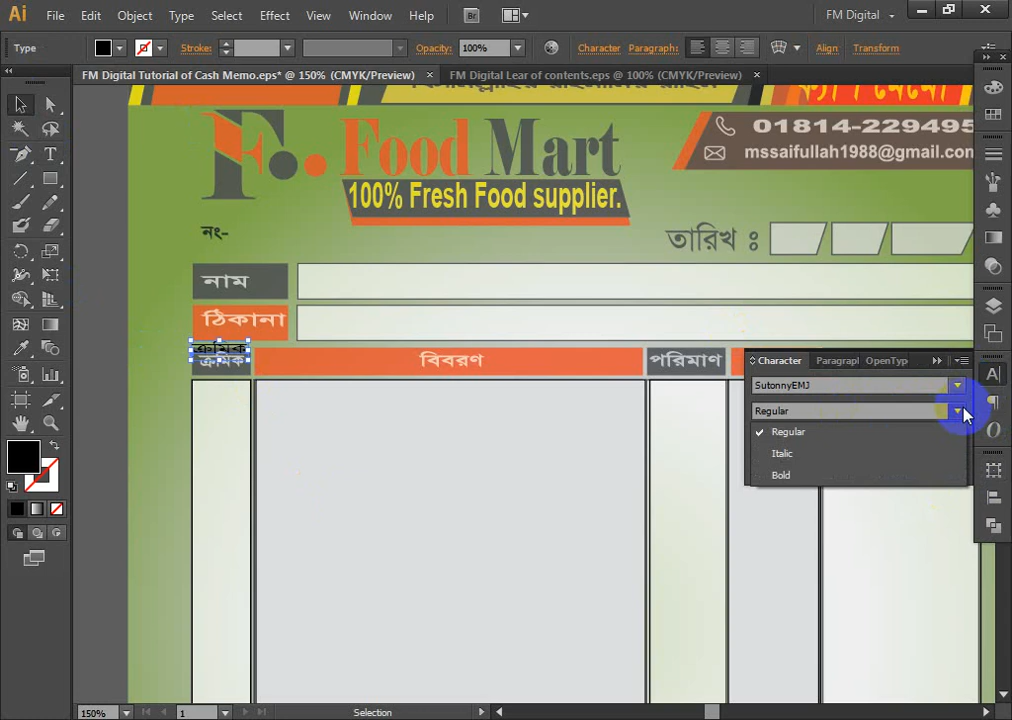 Ai File Edit Object Type Select Effect View Window Help Br FM Digital
Type Stroke: Opacity: 100% Character Paragraph: Align Transform
FM Digital Tutorial of Cash Memo.eps* @ 150% (CMYK/Preview) FM Digital Lear of contents.eps @ 100% (CMYK/Preview)
F. Food Mart
01814-229495
mssaifullah1988@gmail.com
100% Fresh Food supplier.
নং-
তারিখ ঃ
নাম
ঠিকানা
ক্রমিক
ক্রমিক বিবরণ পরিমাণ
Character Paragraph OpenTyp
SutonnyEMJ
Regular
Regular
Italic
Bold
150% 1 Selection